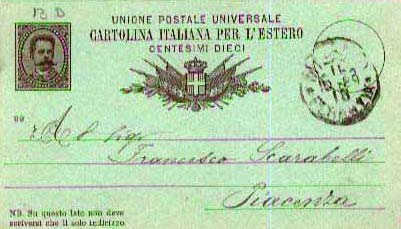 13 D
UNIONE POSTALE UNIVERSALE
CARTOLINA ITALIANA PER L'ESTERO
CENTESIMI DIECI
89
Al Sig.
Francesco Scarabelli
Piacenza
NB. Su questo lato non deve
scriversi che il solo indirizzo.